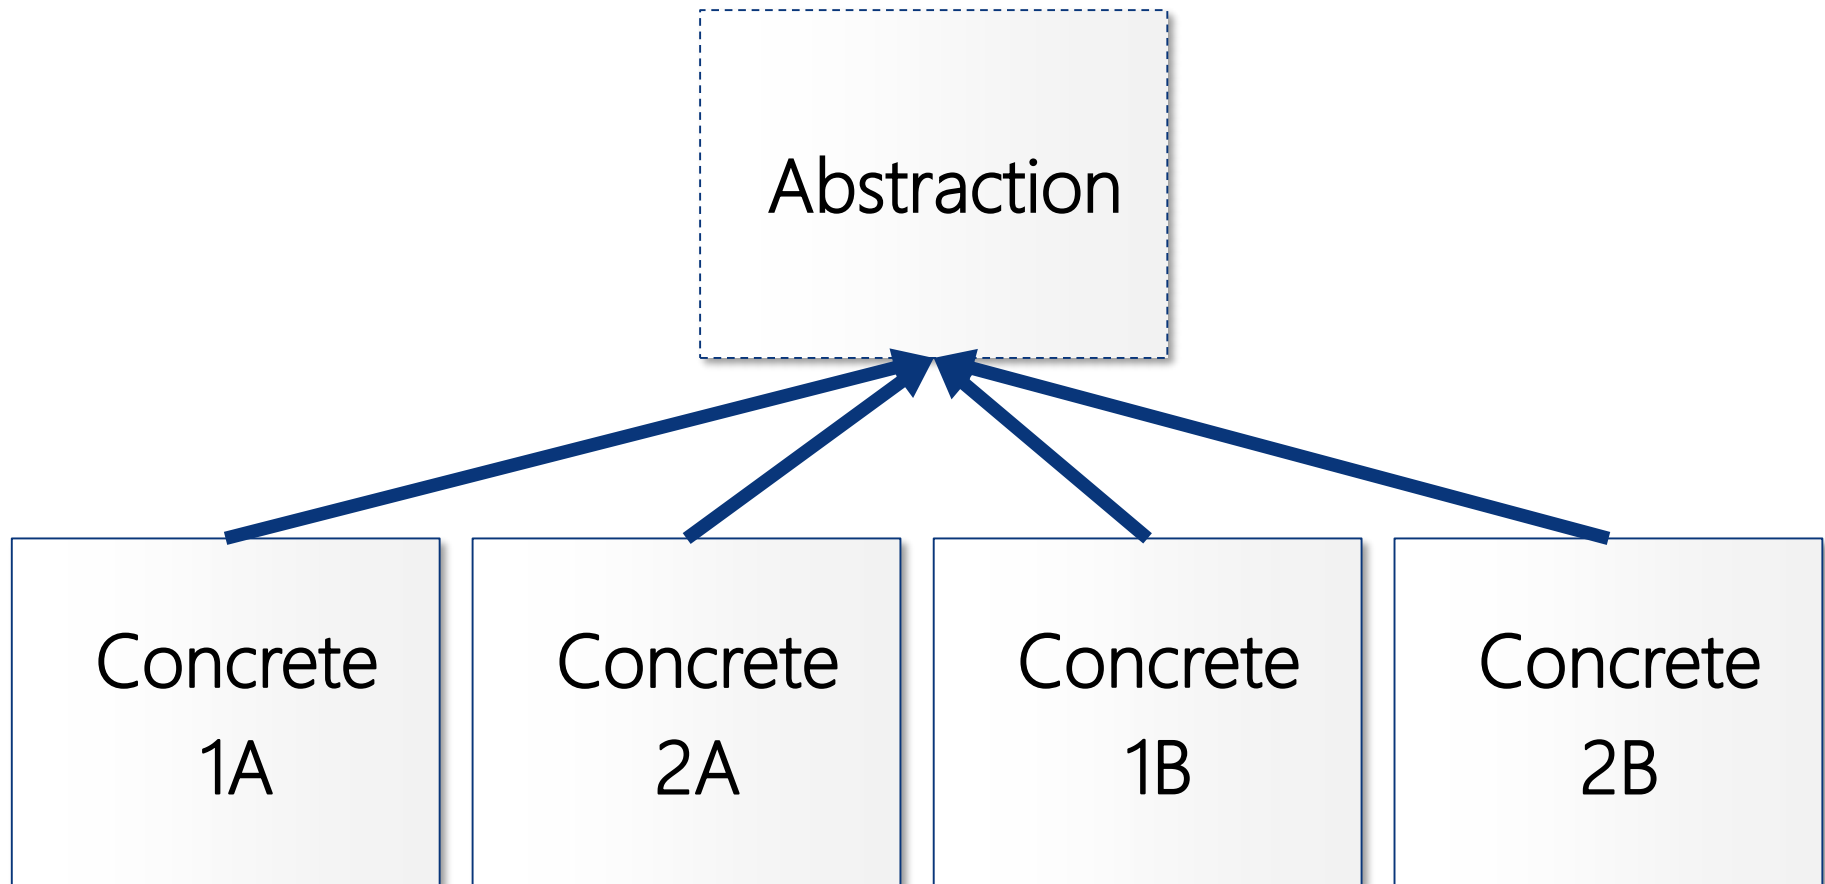 Abstraction
Concrete
1A
Concrete
2A
Concrete
1B
Concrete
2B